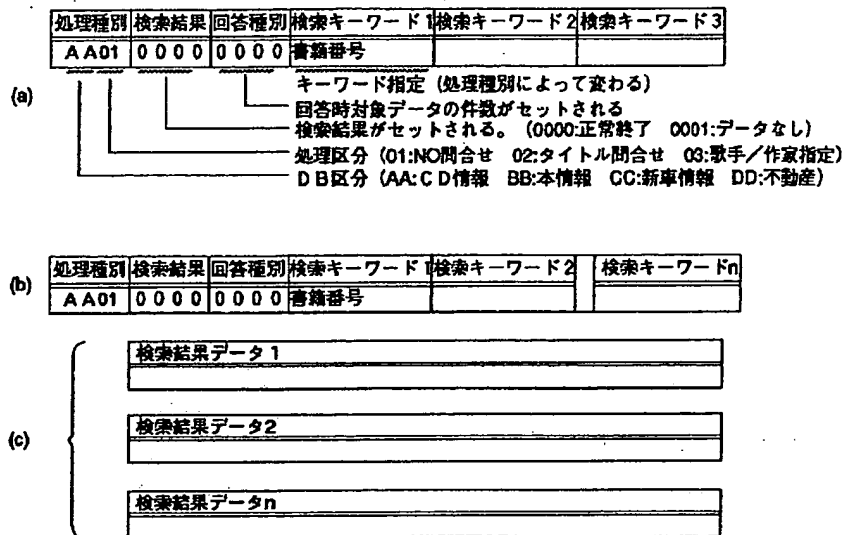 処理種別 検索結果 回答種別 検索キーワード1 検索キーワード2 検索キーワード3
AA01 0000 0000 書籍番号
(a)
キーワード指定（処理種別によって変わる）
回答時対象データの件数がセットされる
検索結果がセットされる。（0000:正常終了 0001:データなし）
処理区分（01:NO問合せ 02:タイトル問合せ 03:歌手／作家指定）
DB区分（AA:CD情報 BB:本情報 CC:新車情報 DD:不動産）
(b)
処理種別 検索結果 回答種別 検索キーワード1 検索キーワード2 検索キーワードn
AA01 0000 0000 書籍番号
検索結果データ1
(c)
検索結果データ2
検索結果データn